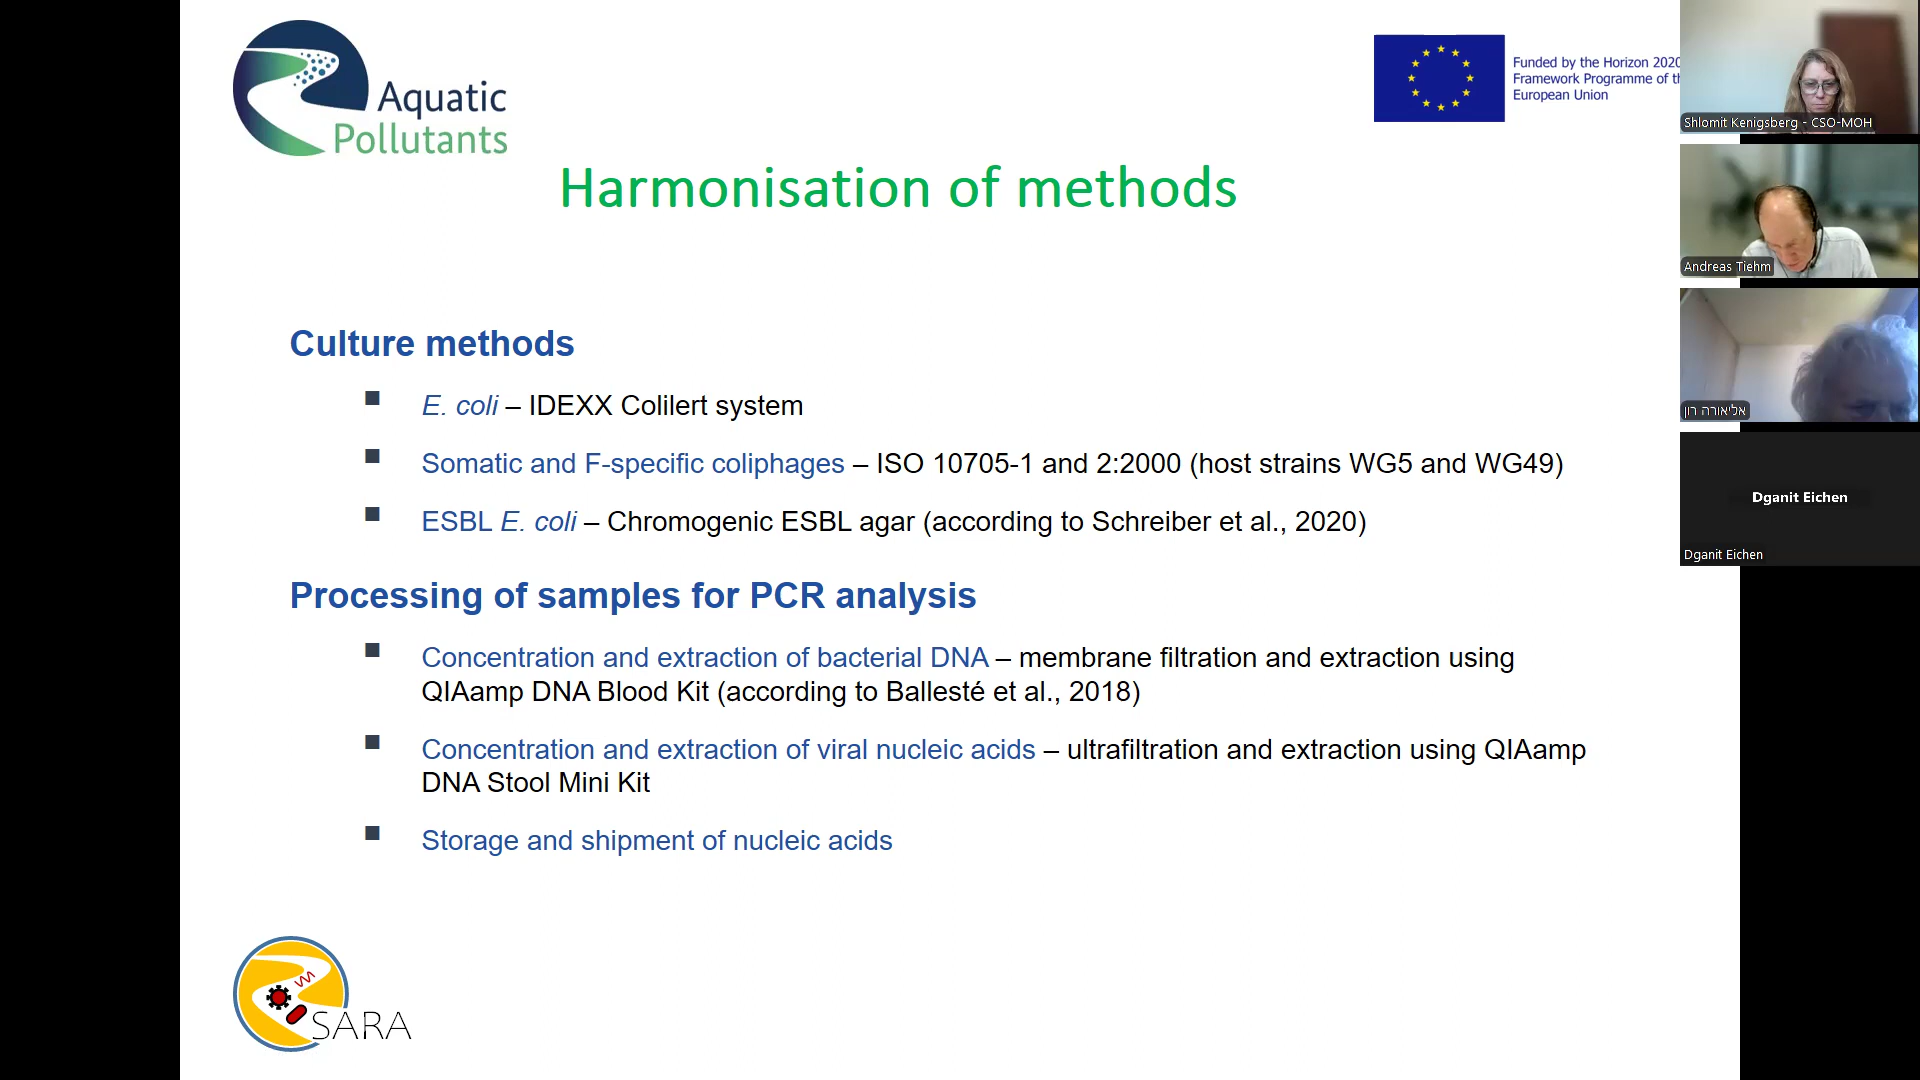 Aquatic
Pollutants
Funded by the Horizon 2020
Framework Programme of th
European Union
Harmonisation of methods
Culture methods
E. coli – IDEXX Colilert system
Somatic and F-specific coliphages – ISO 10705-1 and 2:2000 (host strains WG5 and WG49)
ESBL E. coli – Chromogenic ESBL agar (according to Schreiber et al., 2020)
Processing of samples for PCR analysis
Concentration and extraction of bacterial DNA – membrane filtration and extraction using
QIAamp DNA Blood Kit (according to Ballesté et al., 2018)
Concentration and extraction of viral nucleic acids – ultrafiltration and extraction using QIAamp
DNA Stool Mini Kit
Storage and shipment of nucleic acids
SARA
Shlomit Kenigsberg - CSO-MOH
Andreas Tiehm
אליאורה רון
Dganit Eichen
Dganit Eichen